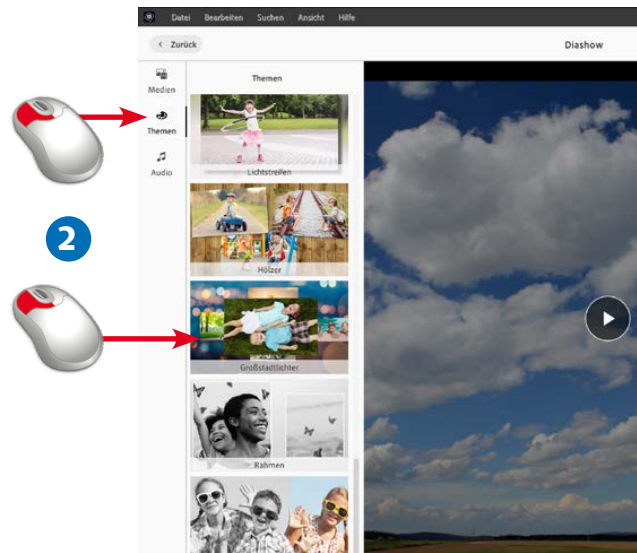 Datei Bearbeiten Suchen Ansicht Hilfe
Zurück
Diashow
Medien
Themen
Audio
Themen
Lichtstreifen
Hölzer
Großstadtlichter
Rahmen
2